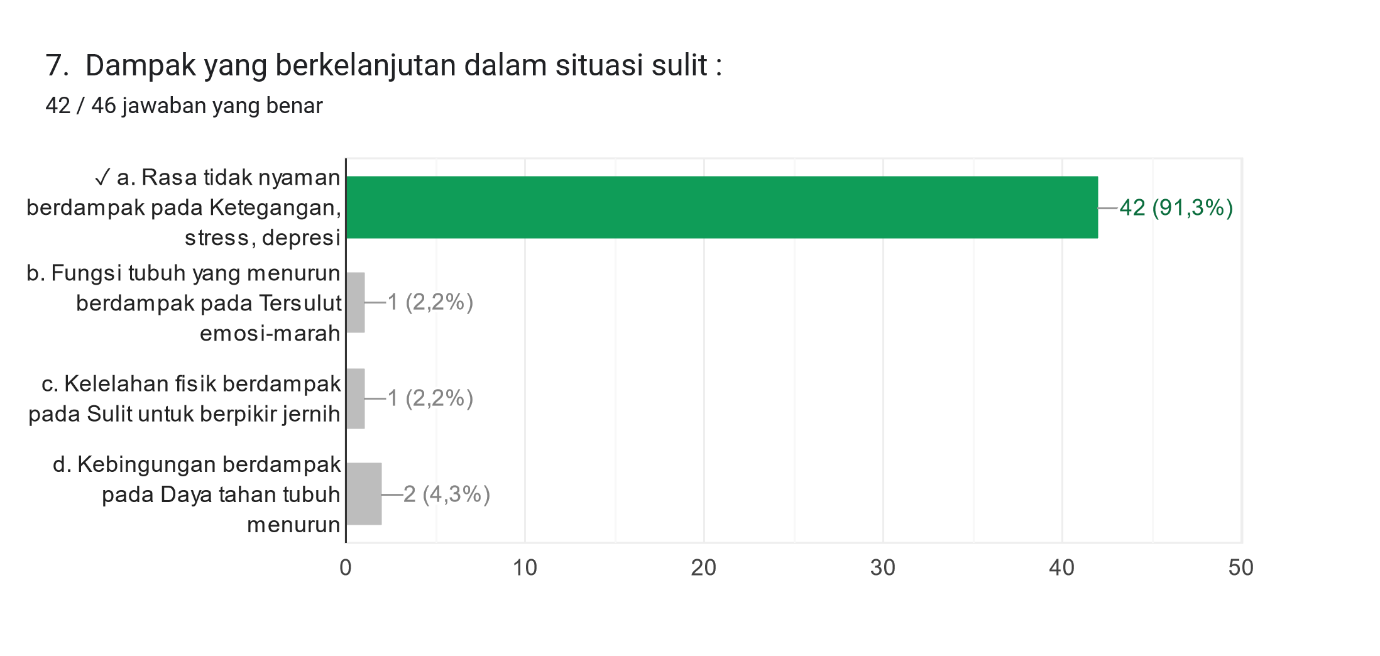 7. Dampak yang berkelanjutan dalam situasi sulit :
42 / 46 jawaban yang benar
✓ a. Rasa tidak nyaman
berdampak pada Ketegangan,
stress, depresi
42 (91,3%)
b. Fungsi tubuh yang menurun
berdampak pada Tersulut
emosi-marah
1 (2,2%)
c. Kelelahan fisik berdampak
pada Sulit untuk berpikir jernih
1 (2,2%)
d. Kebingungan berdampak
pada Daya tahan tubuh
menurun
2 (4,3%)
0 10 20 30 40 50